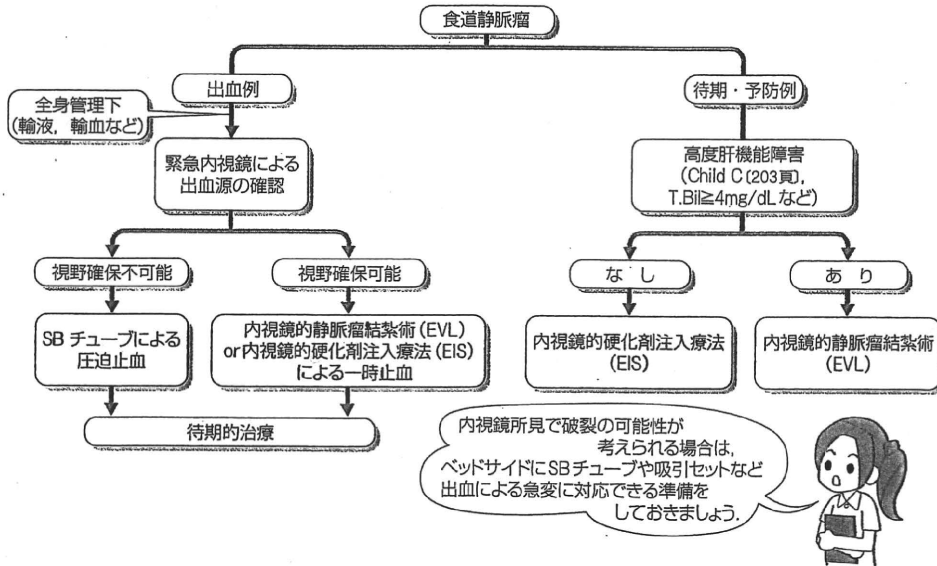 食道静脈瘤
出血例
待期・予防例
全身管理下
(輸液,輸血など)
緊急内視鏡による
出血源の確認
高度肝機能障害
(Child C〔203頁〕,
T.Bil≧4mg/dLなど)
視野確保不可能
視野確保可能
なし
あり
SBチューブによる
圧迫止血
内視鏡的静脈瘤結紮術(EVL)
or内視鏡的硬化剤注入療法(EIS)
による一時止血
内視鏡的硬化剤注入療法
(EIS)
内視鏡的静脈瘤結紮術
(EVL)
待期的治療
内視鏡所見で破裂の可能性が
考えられる場合は,
ベッドサイドにSBチューブや吸引セットなど
出血による急変に対応できる準備を
しておきましょう.